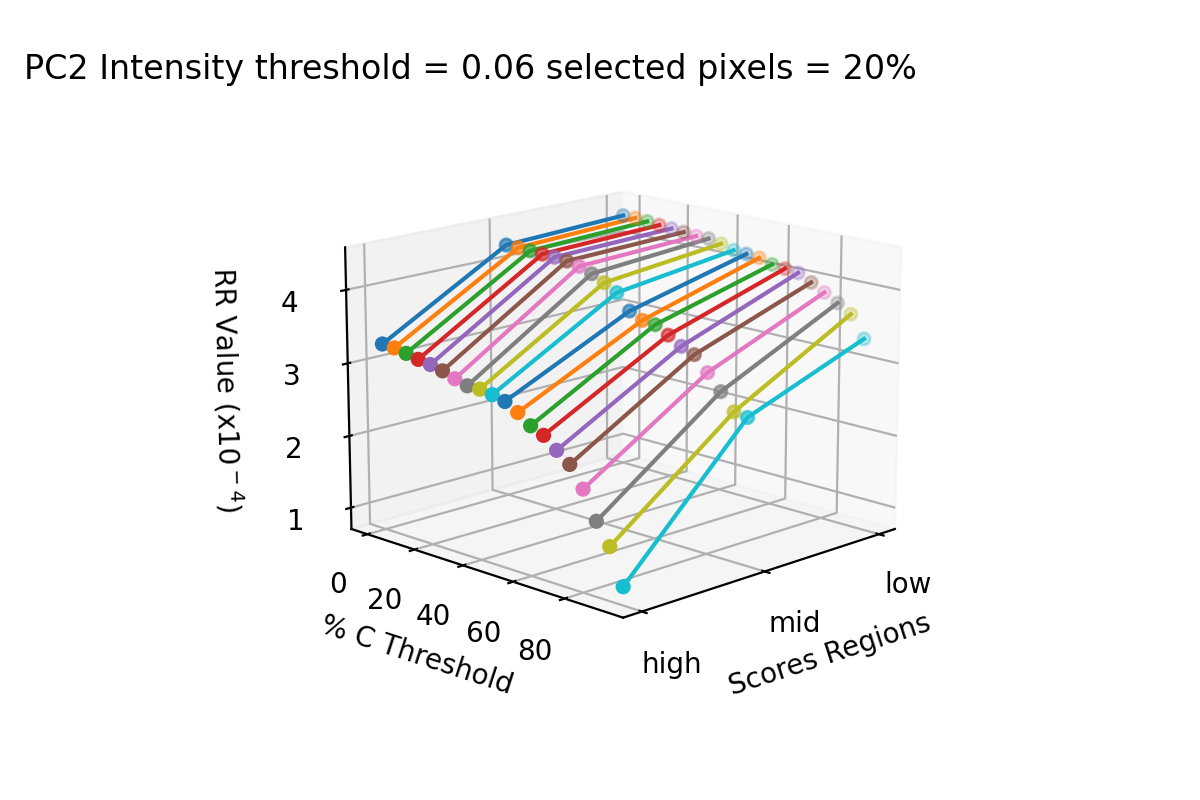 PC2 Intensity threshold = 0.06 selected pixels = 20%
RR Value (x10⁻⁴)
4
3
2
1
0
20
40
60
80
% C Threshold
high
mid
low
Scores Regions